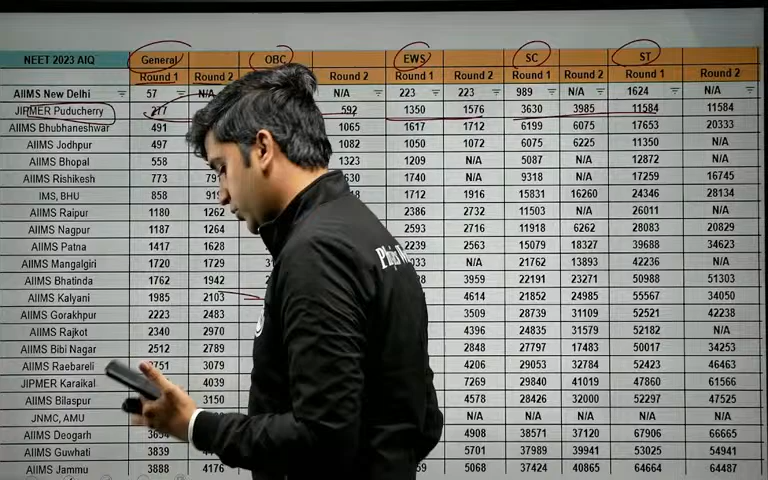 NEET 2023 AIQ General OBC EWS SC ST
Round 1 Round 2 Round 2 Round 1 Round 2 Round 1 Round 2 Round 1 Round 2
AIIMS New Delhi 57 N/A N/A 223 223 989 N/A 1624 N/A
JIPMER Puducherry 277 592 1350 1576 3630 3985 11584 11584
AIIMS Bhubhaneshwar 491 1065 1617 1712 6199 6075 17653 20333
AIIMS Jodhpur 497 1082 1050 1072 6075 6225 11350 N/A
AIIMS Bhopal 558 1323 1209 N/A 5087 N/A 12872 N/A
AIIMS Rishikesh 773 1740 N/A 9318 N/A 17259 16745
IMS, BHU 858 1712 1916 15831 16260 24346 28134
AIIMS Raipur 1180 1262 2386 2732 11503 N/A 26011 N/A
AIIMS Nagpur 1187 1264 2593 2716 11918 6262 28083 20829
AIIMS Patna 1417 1628 2239 2563 15079 18327 39688 34623
AIIMS Mangalgiri 1720 1729 N/A 21762 13893 42236 N/A
AIIMS Bhatinda 1762 1942 3959 22191 23271 50988 51303
AIIMS Kalyani 1985 2103 4614 21852 24985 55567 34050
AIIMS Gorakhpur 2223 2483 3509 28739 31109 52521 42238
AIIMS Rajkot 2340 2970 4396 24835 31579 52182 N/A
AIIMS Bibi Nagar 2512 2789 2848 27797 17483 50017 34253
AIIMS Raebareli 3079 4206 29053 32784 52423 46463
JIPMER Karaikal 4039 7269 29840 41019 47860 61566
AIIMS Bilaspur 3150 4578 28426 32000 52297 47525
JNMC, AMU N/A N/A N/A N/A N/A N/A
AIIMS Deogarh 4908 38571 37120 67906 66665
AIIMS Guwhati 3839 5701 37989 39941 53025 54941
AIIMS Jammu 3888 4176 5068 37424 40865 64664 64487